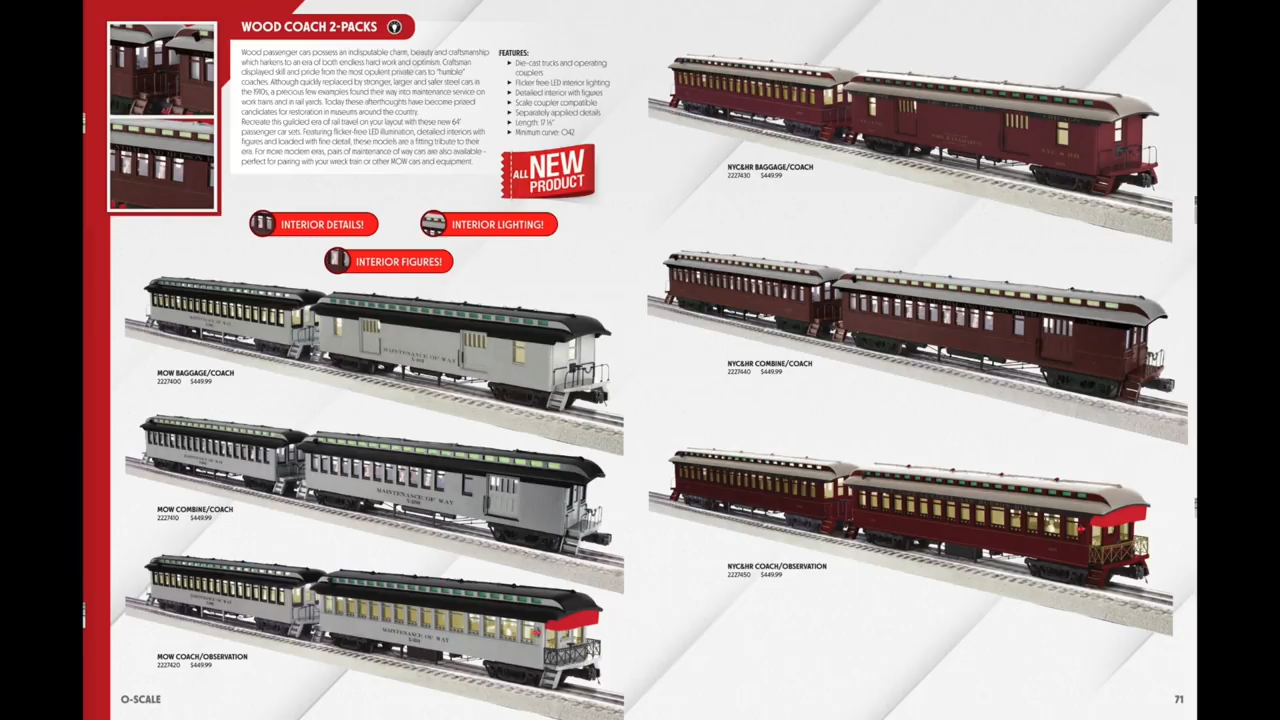 WOOD COACH 2-PACKS
Wood passenger cars possess an indisputable charm, beauty and craftsmanship
which harkens to an era of both endless hard work and optimism. Craftsman
displayed skill and pride from the most opulent private cars to "humble"
coaches. Although quickly replaced by stronger, larger and safer steel cars in
the 1910s, a precious few examples found their way into maintenance service on
work trains and in rail yards. Today these afterthoughts have become prized
candidates for restoration in museums around the country.
Recreate this guilded era of rail travel on your layout with these new 64'
passenger car sets. Featuring flicker-free LED illumination, detailed interiors with
figures and loaded with fine detail, these models are a fitting tribute to their
era. For more modern eras, pairs of maintenance of way cars are also available -
perfect for pairing with your wreck train or other MOW cars and equipment.
FEATURES:
► Die-cast trucks and operating
couplers
► Flicker free LED interior lighting
► Detailed interior with figures
► Scale coupler compatible
► Separately applied details
► Length: 17 ½"
► Minimum curve: O42
ALL NEW
PRODUCT
INTERIOR DETAILS!
INTERIOR LIGHTING!
INTERIOR FIGURES!
MAINTENANCE OF WAY
MAINTENANCE OF WAY
MOW BAGGAGE/COACH
2227400 $449.99
MAINTENANCE OF WAY
MAINTENANCE OF WAY
MOW COMBINE/COACH
2227410 $449.99
MAINTENANCE OF WAY
MAINTENANCE OF WAY
MOW COACH/OBSERVATION
2227420 $449.99
NYC&HR BAGGAGE/COACH
2227430 $449.99
NYC&HR COMBINE/COACH
2227440 $449.99
NYC&HR COACH/OBSERVATION
2227450 $449.99
O-SCALE
71